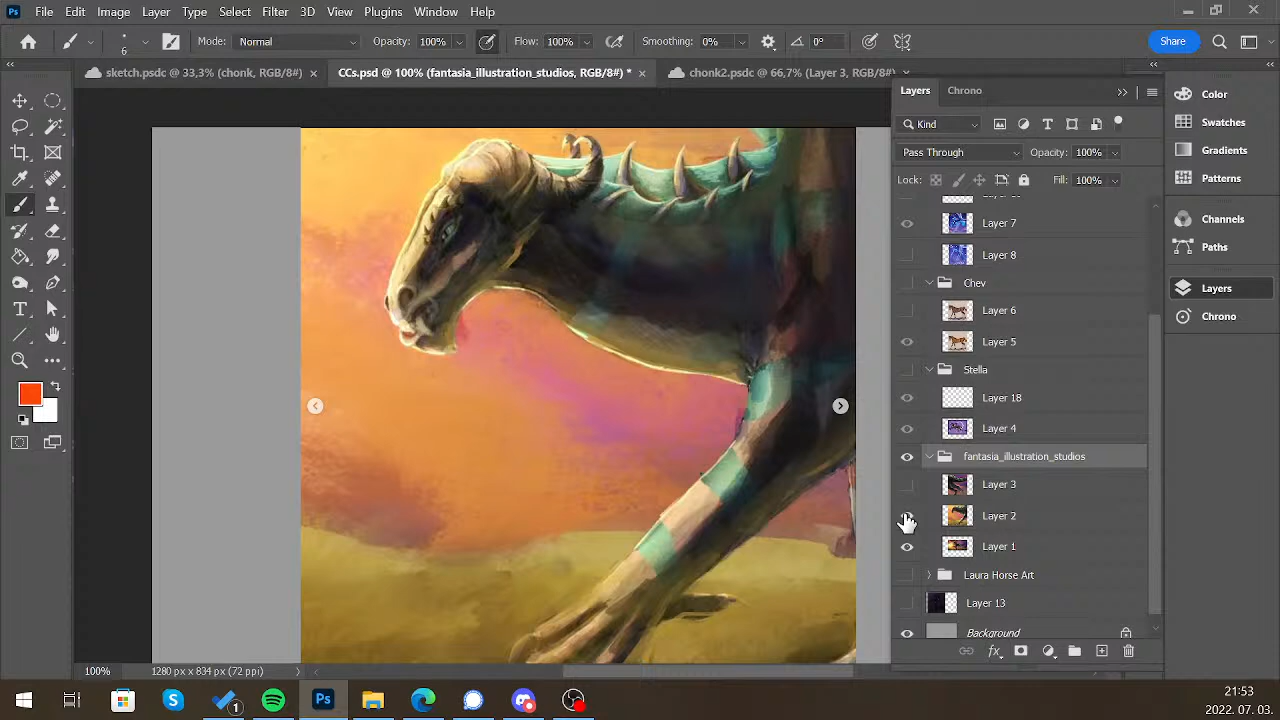 Ps File Edit Image Layer Type Select Filter 3D View Plugins Window Help
6 Mode: Normal Opacity: 100% Flow: 100% Smoothing: 0% 0° Share
sketch.psdc @ 33,3% (chonk, RGB/8#) × CCs.psd @ 100% (fantasia_illustration_studios, RGB/8#) * × chonk2.psdc @ 66,7% (Layer 3, RGB/8#)
Layers Chrono
Kind
Pass Through Opacity: 100%
Lock: Fill: 100%
Layer 7
Layer 8
Chev
Layer 6
Layer 5
Stella
Layer 18
Layer 4
fantasia_illustration_studios
Layer 3
Layer 2
Layer 1
Laura Horse Art
Layer 13
Background
Color
Swatches
Gradients
Patterns
Channels
Paths
Layers
Chrono
100% 1280 px x 834 px (72 ppi)
1 Ps 21:53
2022. 07. 03.